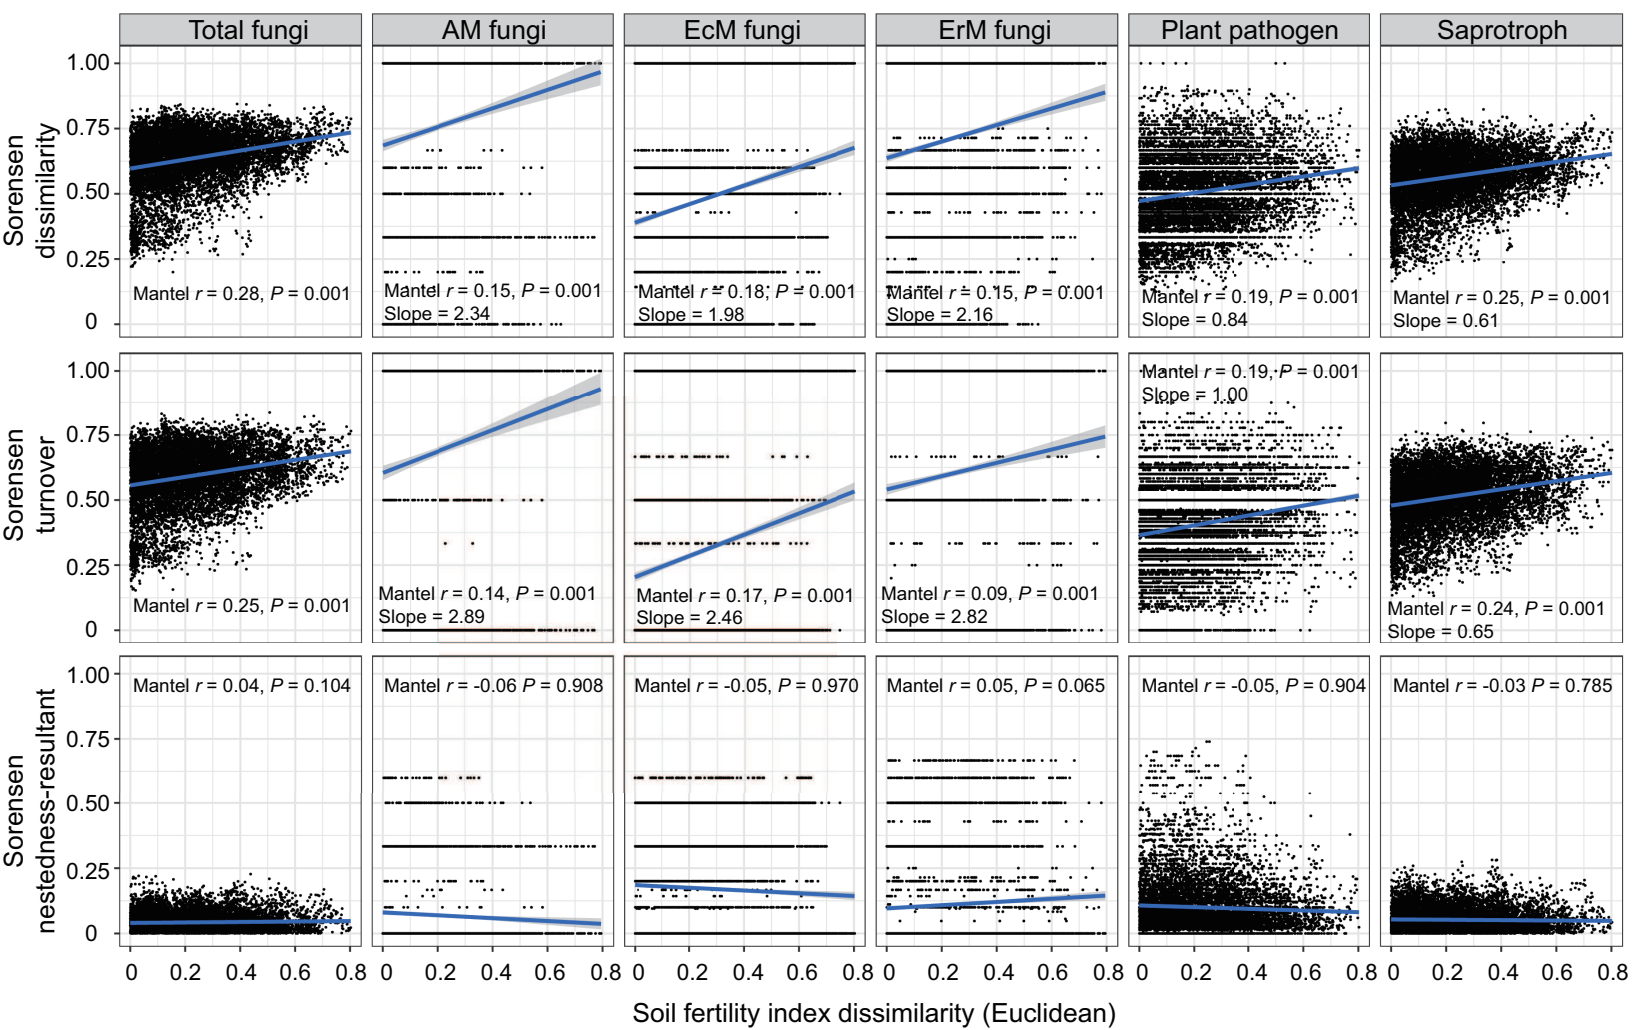 Total fungi
AM fungi
EcM fungi
ErM fungi
Plant pathogen
Saprotroph
Sorensen
dissimilarity
1.00
0.75
0.50
0.25
0
Mantel r = 0.28, P = 0.001
Mantel r = 0.15, P = 0.001
Slope = 2.34
Mantel r = 0.18, P = 0.001
Slope = 1.98
Mantel r = 0.15, P = 0.001
Slope = 2.16
Mantel r = 0.19, P = 0.001
Slope = 0.84
Mantel r = 0.25, P = 0.001
Slope = 0.61
Sorensen
turnover
1.00
0.75
0.50
0.25
0
Mantel r = 0.25, P = 0.001
Mantel r = 0.14, P = 0.001
Slope = 2.89
Mantel r = 0.17, P = 0.001
Slope = 2.46
Mantel r = 0.09, P = 0.001
Slope = 2.82
Mantel r = 0.19, P = 0.001
Slope = 1.00
Mantel r = 0.24, P = 0.001
Slope = 0.65
Sorensen
nestedness-resultant
1.00
0.75
0.50
0.25
0
Mantel r = 0.04, P = 0.104
Mantel r = -0.06 P = 0.908
Mantel r = -0.05, P = 0.970
Mantel r = 0.05, P = 0.065
Mantel r = -0.05, P = 0.904
Mantel r = -0.03 P = 0.785
0 0.2 0.4 0.6 0.8
0 0.2 0.4 0.6 0.8
0 0.2 0.4 0.6 0.8
0 0.2 0.4 0.6 0.8
0 0.2 0.4 0.6 0.8
0 0.2 0.4 0.6 0.8
Soil fertility index dissimilarity (Euclidean)